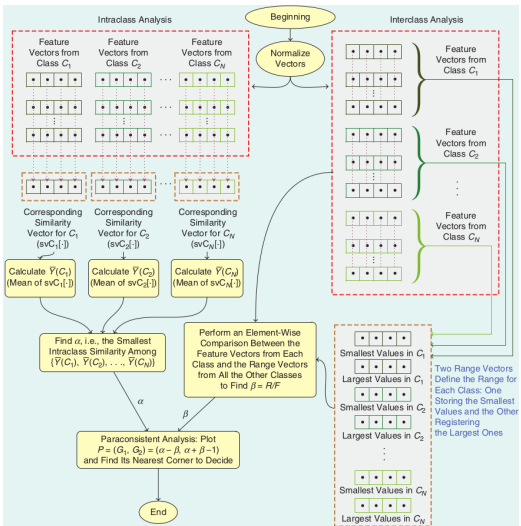 Intraclass Analysis
Beginning
Interclass Analysis
Feature
Vectors from
Class C1
Feature
Vectors from
Class C2
Feature
Vectors from
Class CN
Normalize
Vectors
Feature
Vectors from
Class C1
Feature
Vectors from
Class C2
Feature
Vectors from
Class CN
Corresponding
Similarity
Vector for C1
(svC1[·])
Corresponding
Similarity
Vector for C2
(svC2[·])
Corresponding
Similarity
Vector for CN
(svCN[·])
Calculate Ȳ(C1)
(Mean of svC1[·])
Calculate Ȳ(C2)
(Mean of svC2[·])
Calculate Ȳ(CN)
(Mean of svCN[·])
Find α, i.e., the Smallest
Intraclass Similarity Among
{Ȳ(C1), Ȳ(C2), . . ., Ȳ(CN)}
Perform an Element-Wise
Comparison Between the
Feature Vectors from Each
Class and the Range Vectors
from All the Other Classes
to Find β = R/F
Smallest Values in C1
Largest Values in C1
Smallest Values in C2
Largest Values in C2
Smallest Values in CN
Largest Values in CN
Two Range Vectors
Define the Range for
Each Class: One
Storing the Smallest
Values and the Other
Registering
the Largest Ones
α
β
Paraconsistent Analysis: Plot
P = (G1, G2) = (α – β, α + β – 1)
and Find Its Nearest Corner to Decide
End